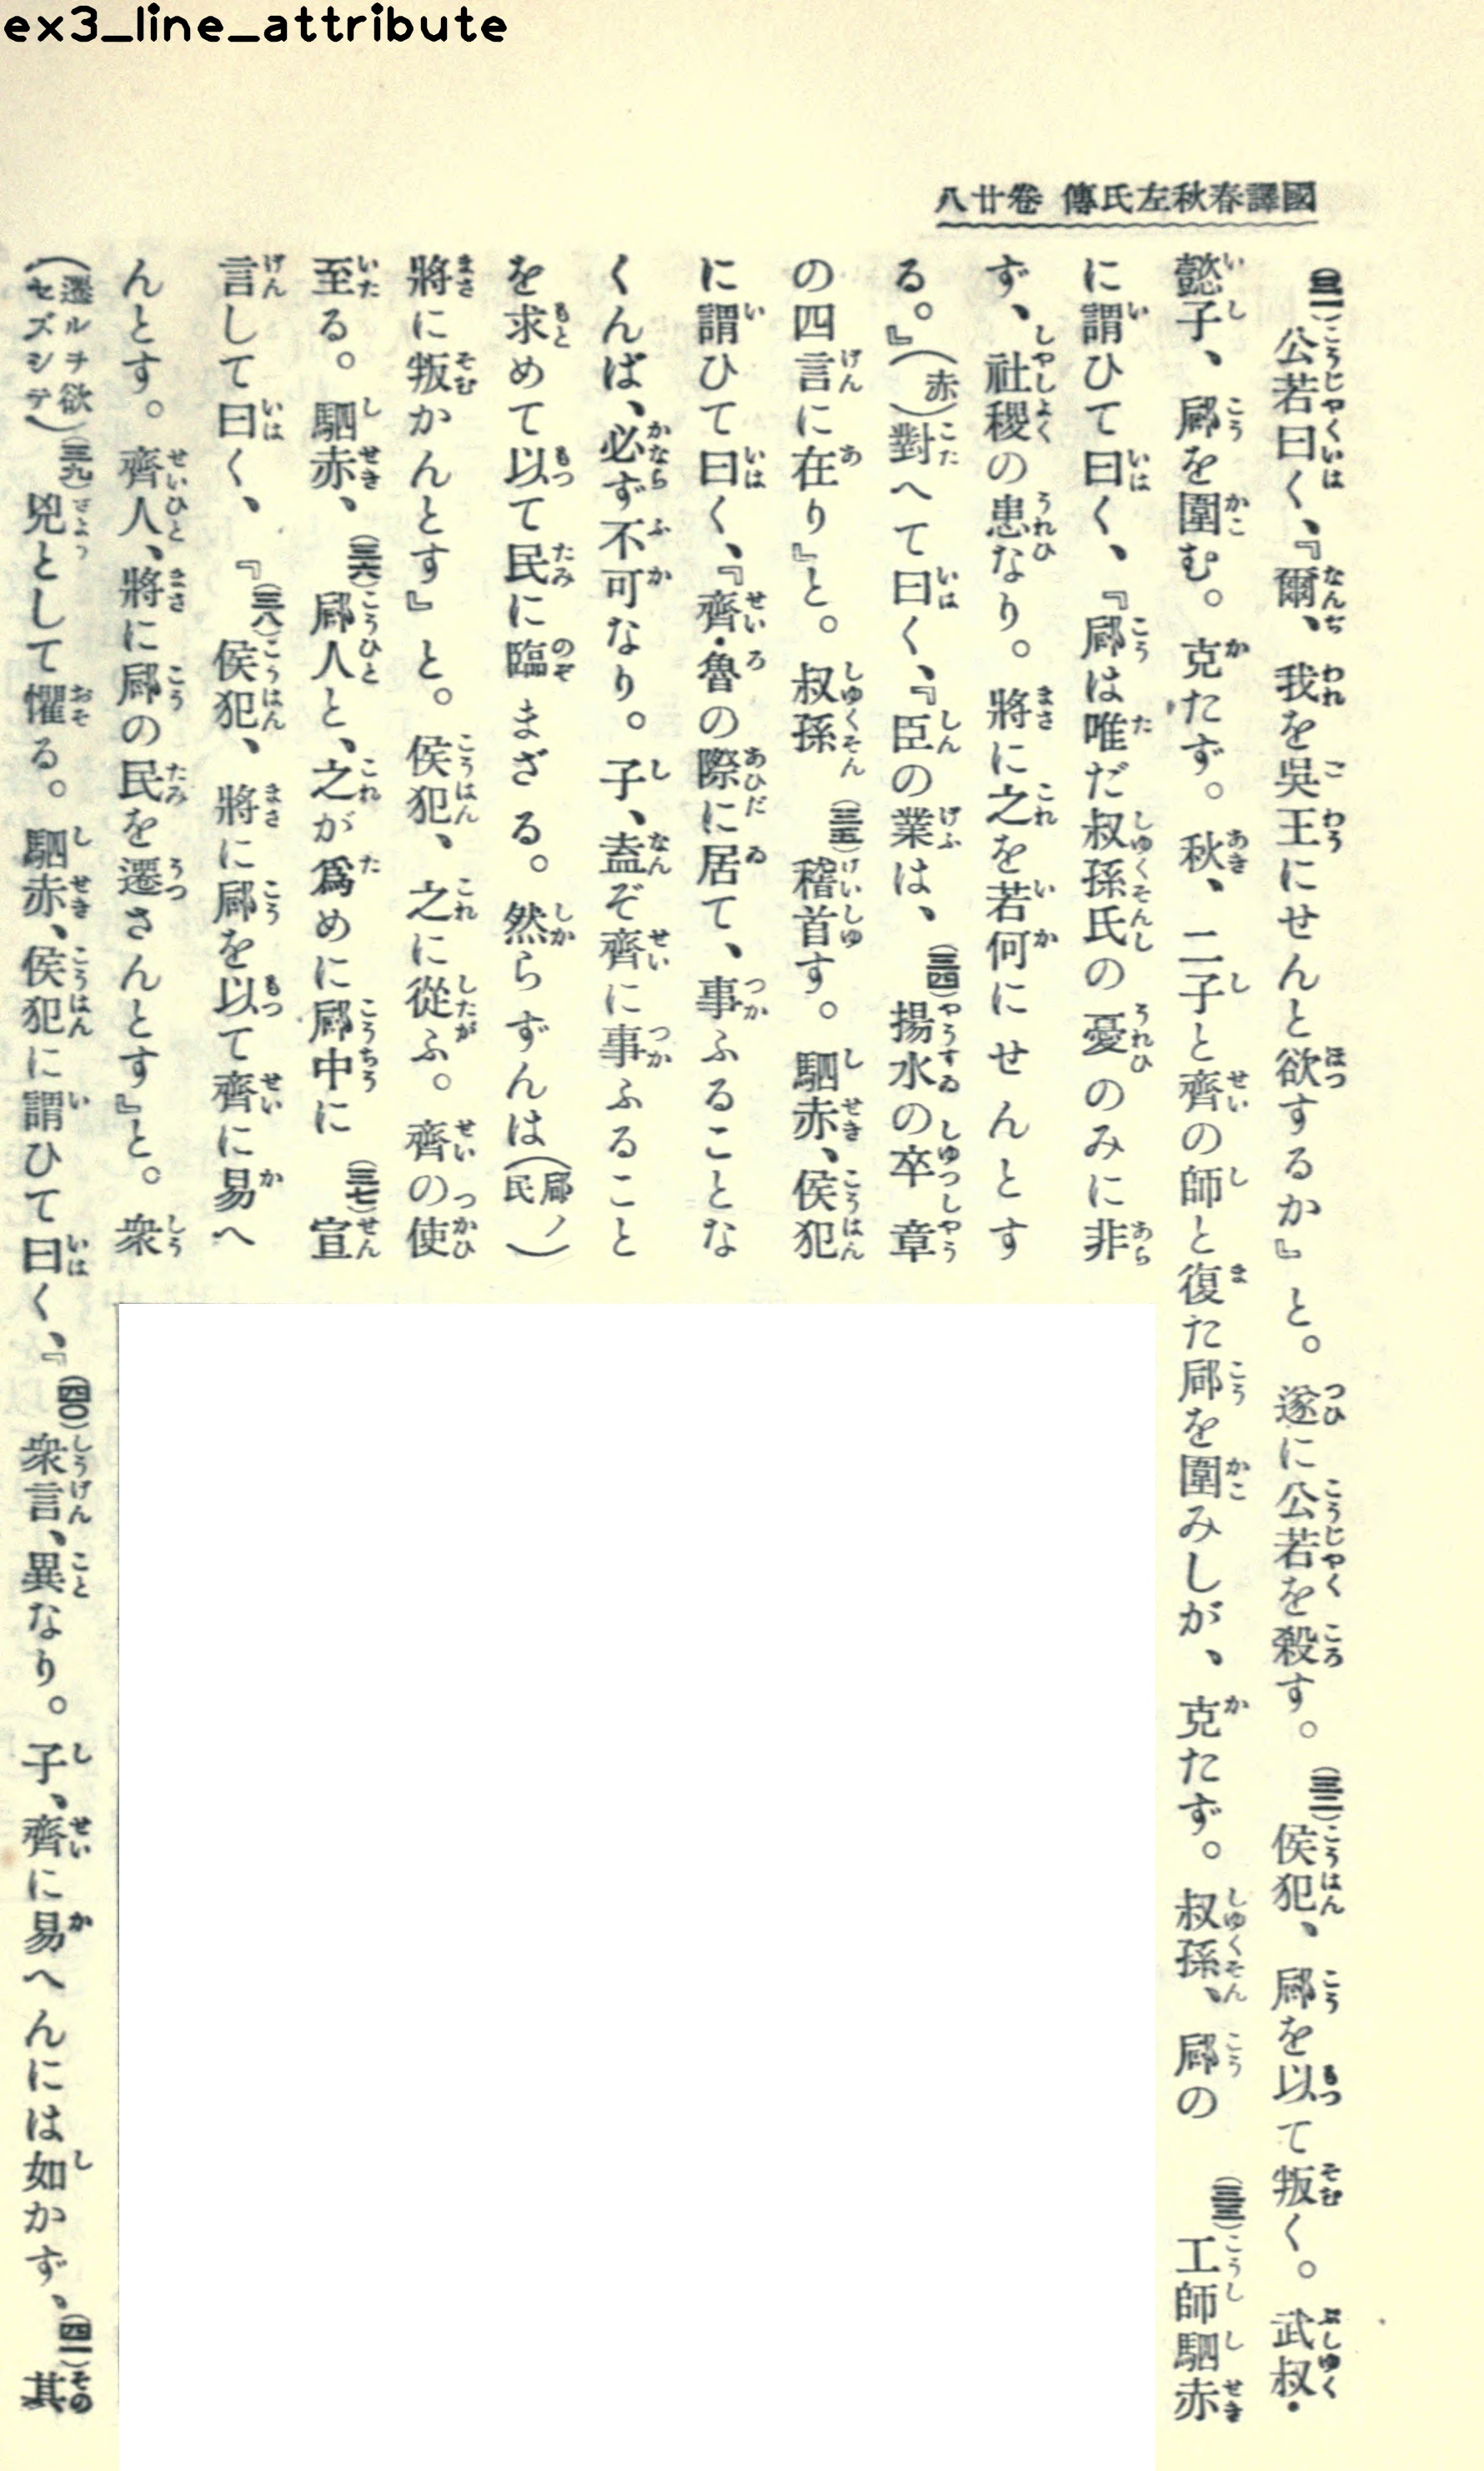 ex3_line_attribute
國譯春秋左氏傳 卷廿八
(三一)公若曰く、『爾、我を吳王にせんと欲するか』と。遂に公若を殺す。(三二)侯犯、郈を以て叛く。武叔・
懿子、郈を圍む。克たず。秋、二子と齊の師と復た郈を圍みしが、克たず。叔孫、郈の(三三)工師駟赤
に謂ひて曰く、『郈は唯だ叔孫氏の憂のみに非
ず、社稷の患なり。將に之を若何にせんとす
る。』(赤)對へて曰く、『臣の業は、(三四)揚水の卒章
の四言に在り』と。叔孫(三五)稽首す。駟赤、侯犯
に謂ひて曰く、『齊・魯の際に居て、事ふることな
くんば、必ず不可なり。子、盍ぞ齊に事ふること
を求めて以て民に臨まざる。然らずんは(郈ノ民)
將に叛かんとす』と。侯犯、之に從ふ。齊の使
至る。駟赤、(三六)郈人と、之が爲めに郈中に(三七)宣
言して曰く、『(三八)侯犯、將に郈を以て齊に易へ
んとす。齊人、將に郈の民を遷さんとす』と。衆
(遷ルヲ欲セズシテ)(三九)兇として懼る。駟赤、侯犯に謂ひて曰く、『(四〇)衆言、異なり。子、齊に易へんには如かず、(四一)其